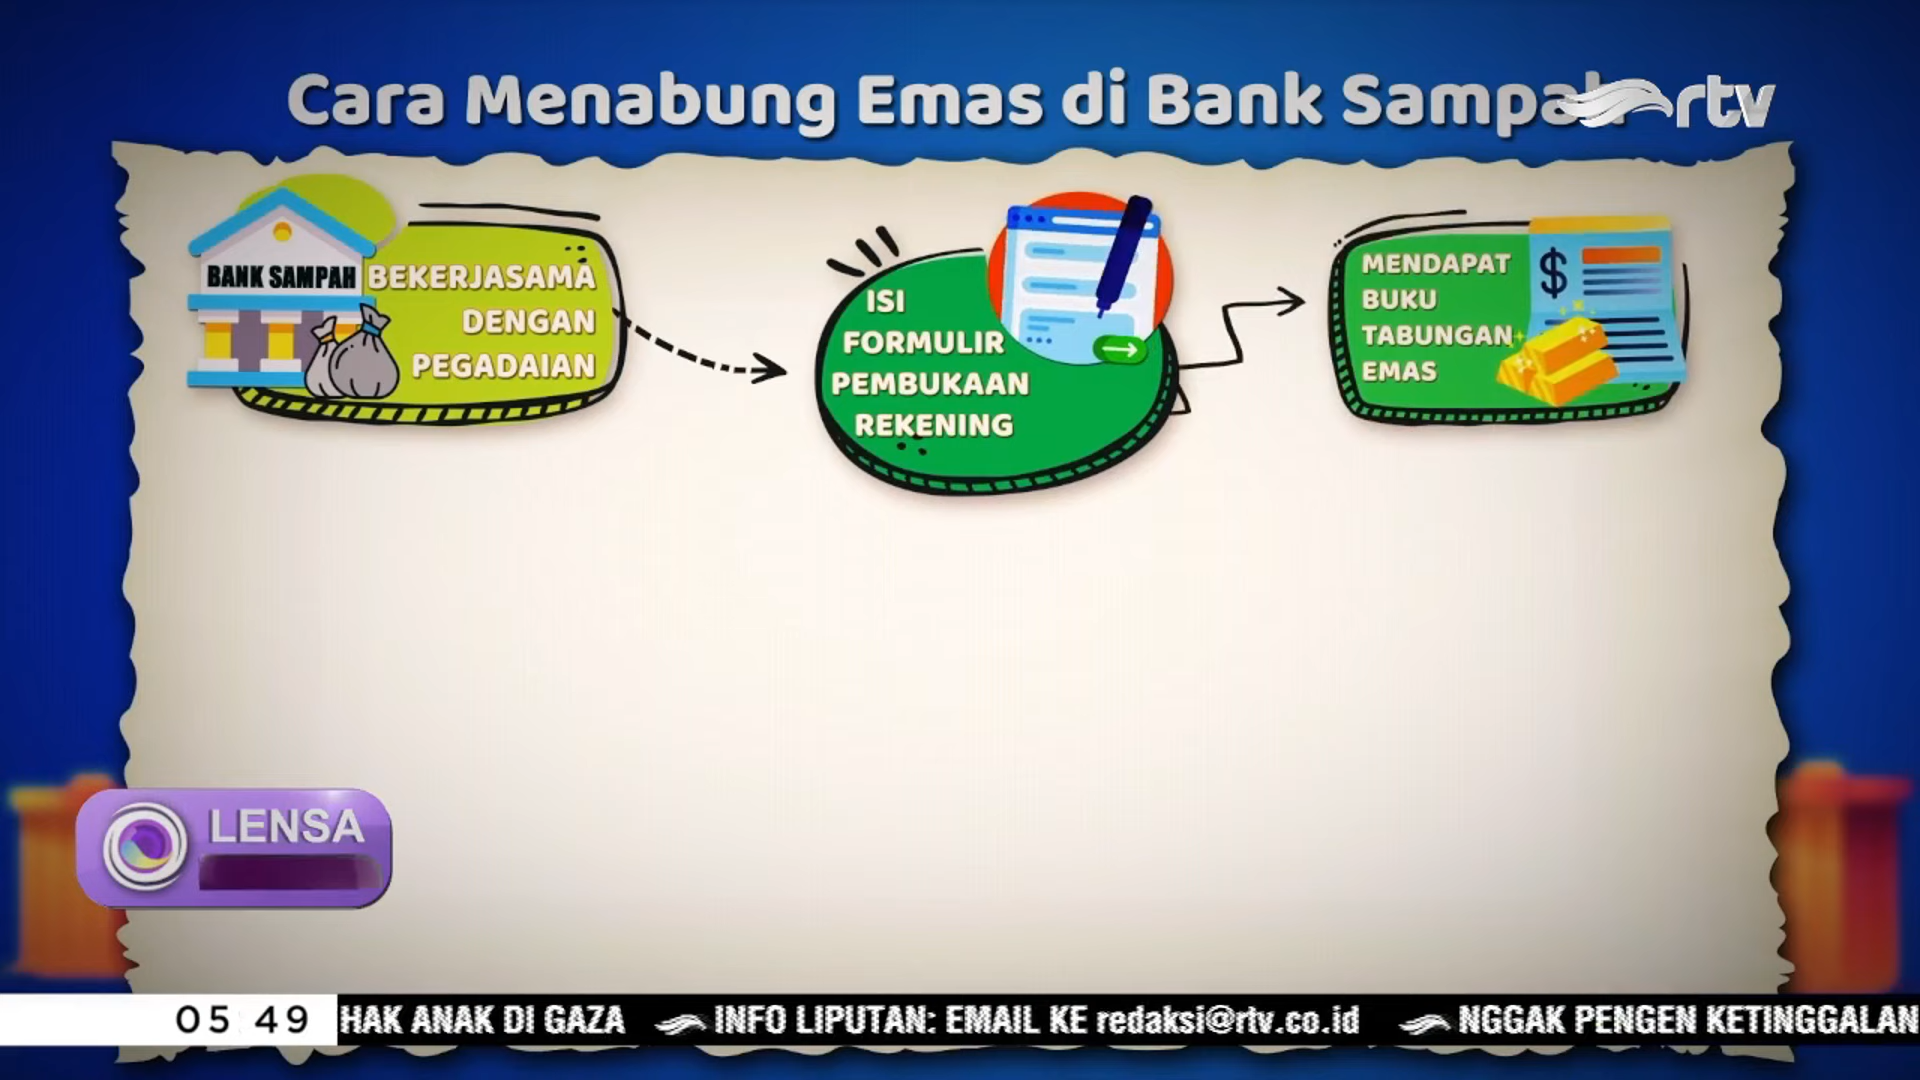 Cara Menabung Emas di Bank Sampah
rtv
BANK SAMPAH
BEKERJASAMA
DENGAN
PEGADAIAN
ISI
FORMULIR
PEMBUKAAN
REKENING
MENDAPAT
BUKU
TABUNGAN
EMAS
$
LENSA
05 49
HAK ANAK DI GAZA INFO LIPUTAN: EMAIL KE redaksi@rtv.co.id NGGAK PENGEN KETINGGALAN